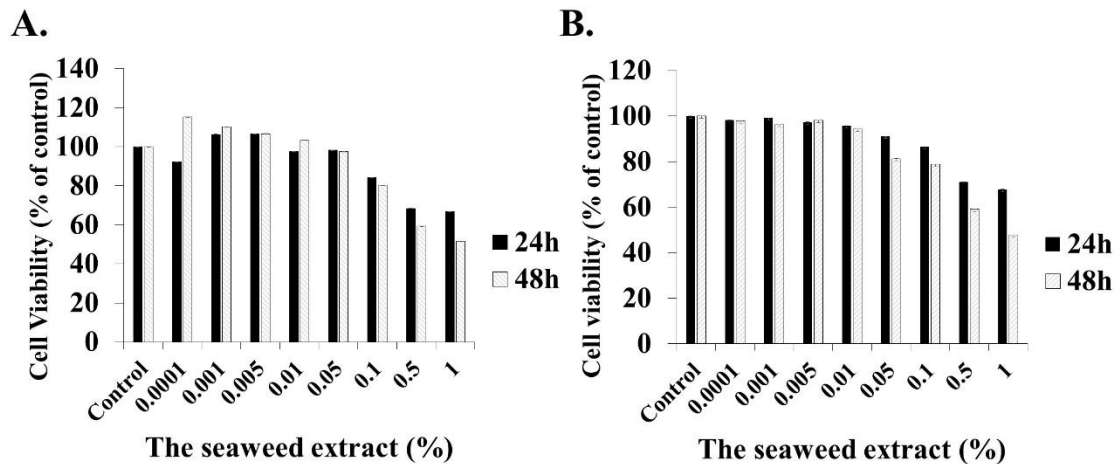 A.
Cell Viability (% of control)
140
120
100
80
60
40
20
0
Control
0.0001
0.001
0.005
0.01
0.05
0.1
0.5
1
The seaweed extract (%)
24h
48h
B.
Cell viability (% of control)
120
100
80
60
40
20
0
Control
0.0001
0.001
0.005
0.01
0.05
0.1
0.5
1
The seaweed extract (%)
24h
48h